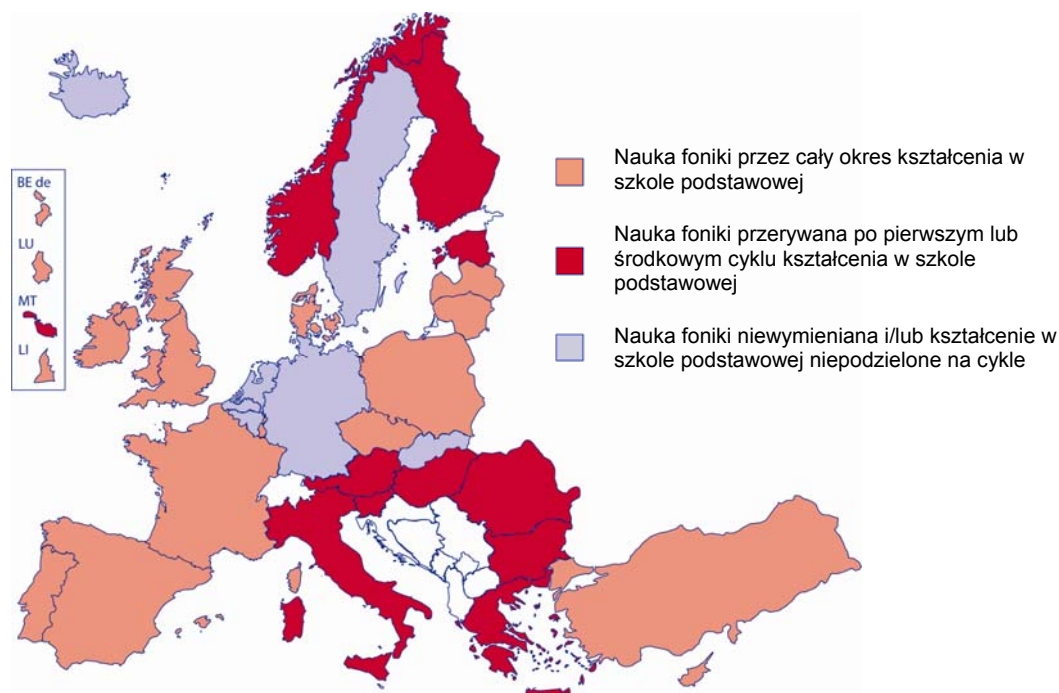 BE de
LU
MT
LI
Nauka foniki przez cały okres kształcenia w
szkole podstawowej
Nauka foniki przerywana po pierwszym lub
środkowym cyklu kształcenia w szkole
podstawowej
Nauka foniki niewymieniana i/lub kształcenie w
szkole podstawowej niepodzielone na cykle